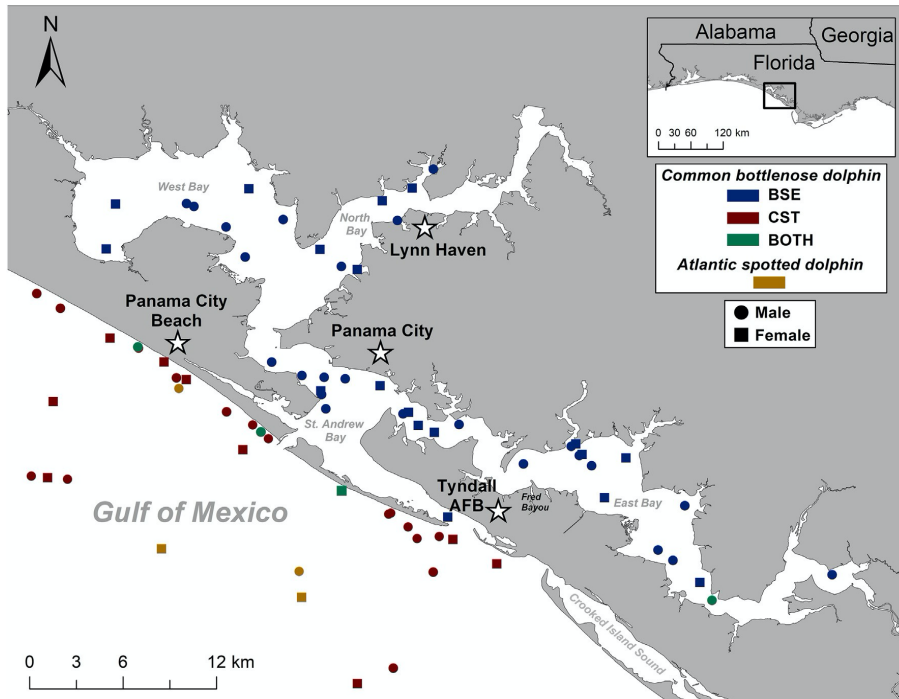 N
Alabama
Georgia
Florida
0 30 60 120 km
Common bottlenose dolphin
BSE
CST
BOTH
Atlantic spotted dolphin
Male
Female
West Bay
North
Bay
Lynn Haven
Panama City
Beach
Panama City
St. Andrew
Bay
Tyndall
AFB
Fred
Bayou
East Bay
Gulf of Mexico
Crooked Island Sound
0 3 6 12 km